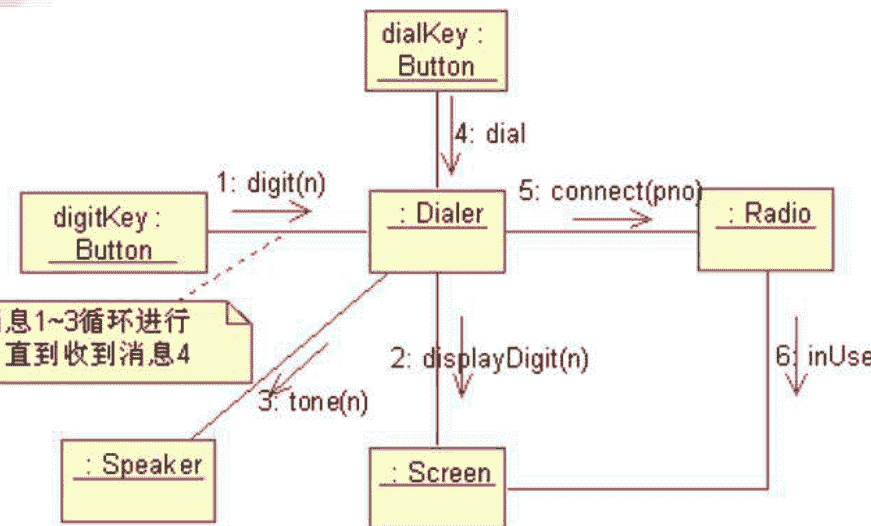 dialKey :
Button
4: dial
1: digit(n)
digitKey :
Button
: Dialer
5: connect(pno)
: Radio
息1~3循环进行
直到收到消息4
2: displayDigit(n)
6: inUse
3: tone(n)
: Speaker
: Screen